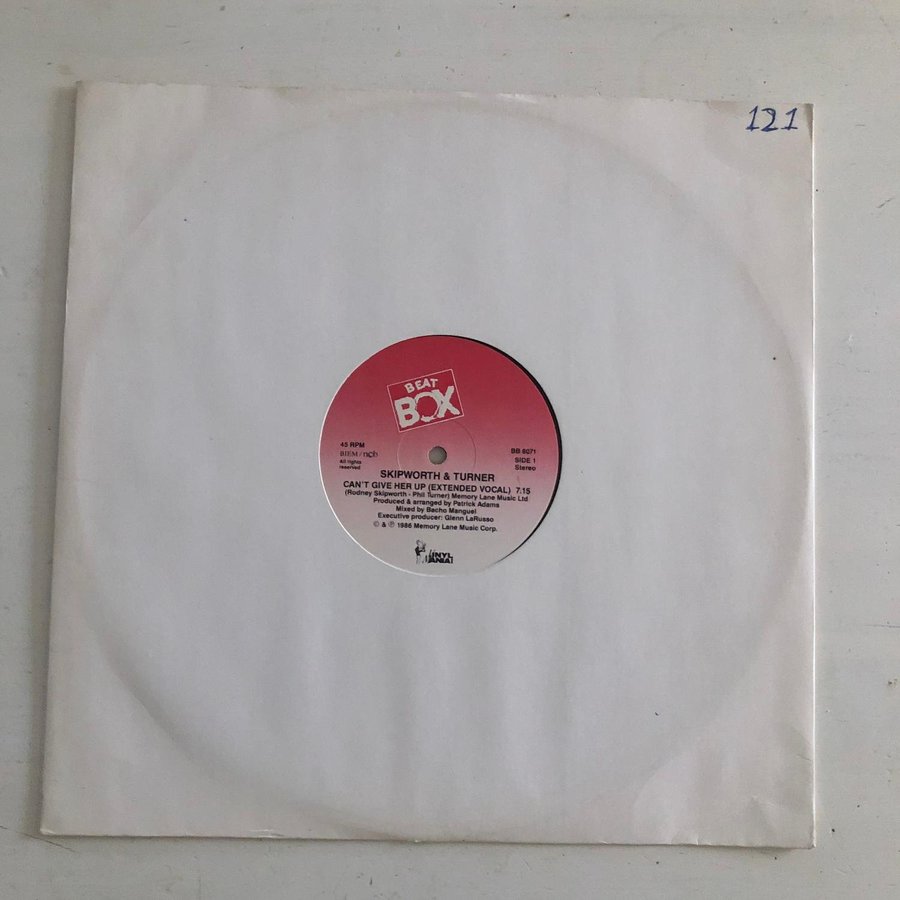 121
BEAT
BOX
45 RPM
BIEM / ncb
All rights
reserved
BB 6071
SIDE 1
Stereo
SKIPWORTH & TURNER
CAN'T GIVE HER UP (EXTENDED VOCAL) 7.15
(Rodney Skipworth - Phil Turner) Memory Lane Music Ltd
Produced & arranged by Patrick Adams
Mixed by Bacho Manguel
Executive producer: Glenn LaRusso
© & ℗ 1986 Memory Lane Music Corp.
VINYL
MANIA!